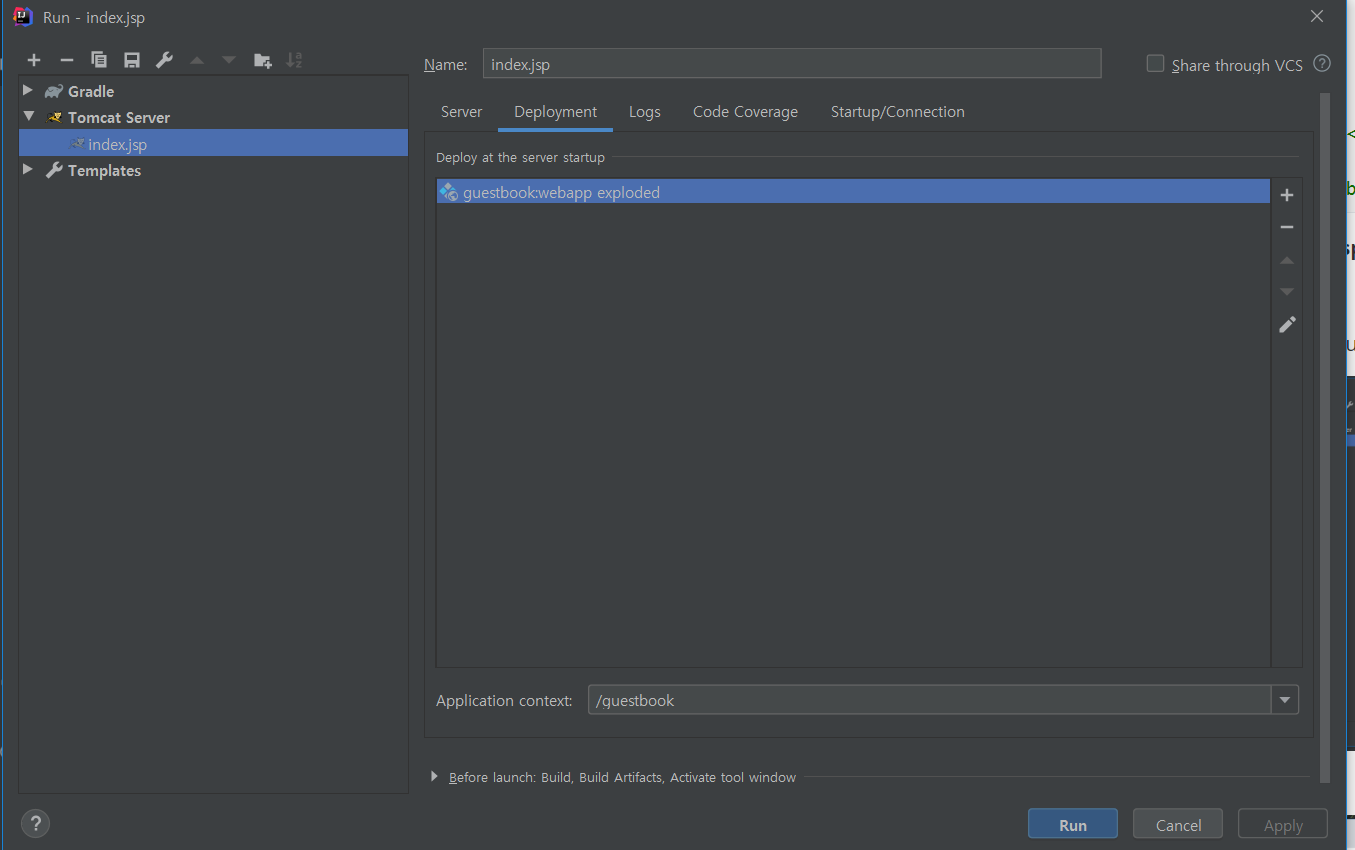 Run - index.jsp
Name: index.jsp Share through VCS ?
Gradle
Tomcat Server
index.jsp
Templates
Server Deployment Logs Code Coverage Startup/Connection
Deploy at the server startup
guestbook:webapp exploded
Application context: /guestbook
Before launch: Build, Build Artifacts, Activate tool window
? Run Cancel Apply